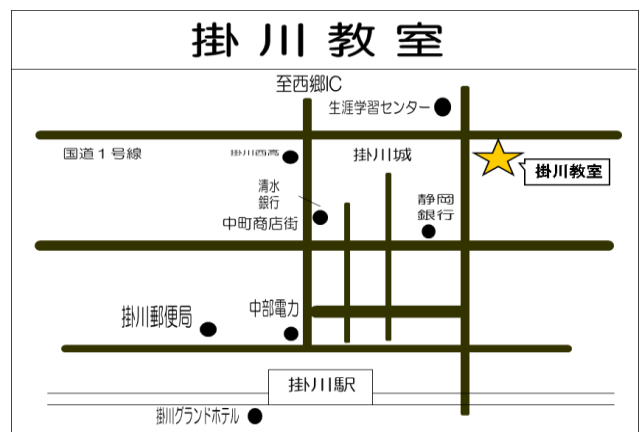 掛川教室
至西郷IC
生涯学習センター
国道１号線
掛川西高
掛川城
掛川教室
清水
銀行
静岡
銀行
中町商店街
掛川郵便局
中部電力
掛川駅
掛川グランドホテル